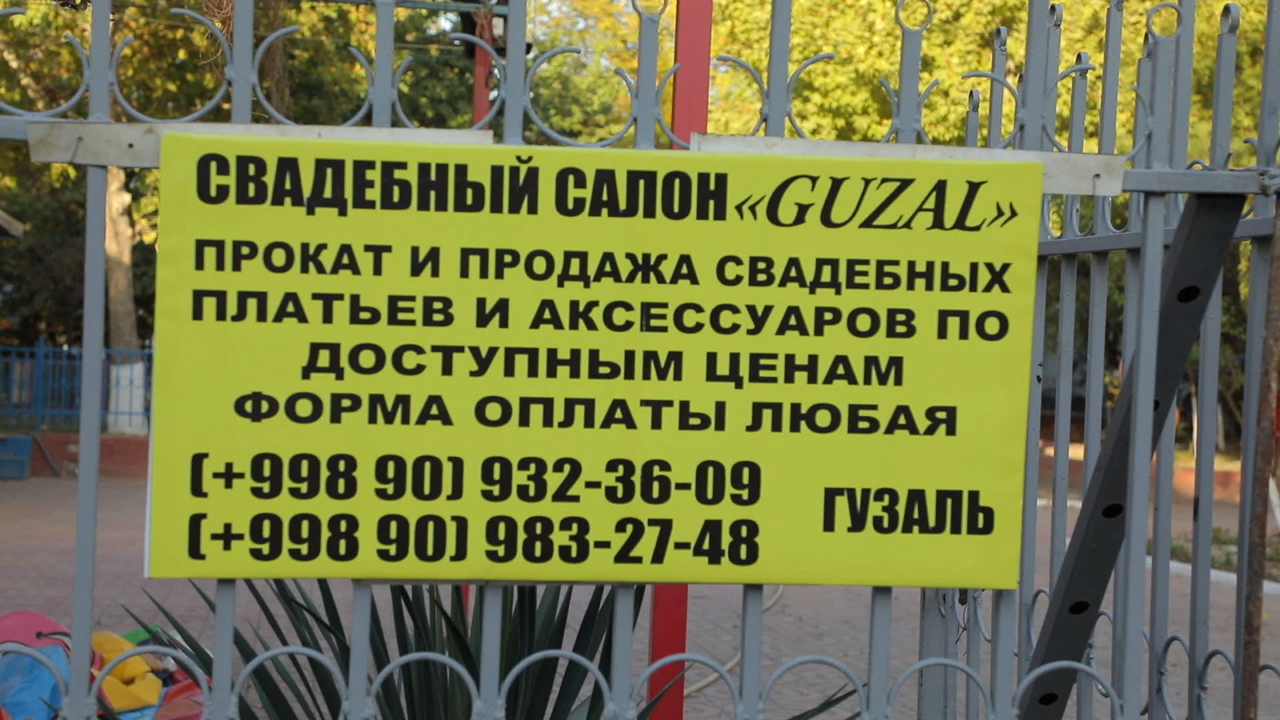 СВАДЕБНЫЙ САЛОН «GUZAL»
ПРОКАТ И ПРОДАЖА СВАДЕБНЫХ
ПЛАТЬЕВ И АКСЕССУАРОВ ПО
ДОСТУПНЫМ ЦЕНАМ
ФОРМА ОПЛАТЫ ЛЮБАЯ
(+998 90) 932-36-09
(+998 90) 983-27-48
ГУЗАЛЬ